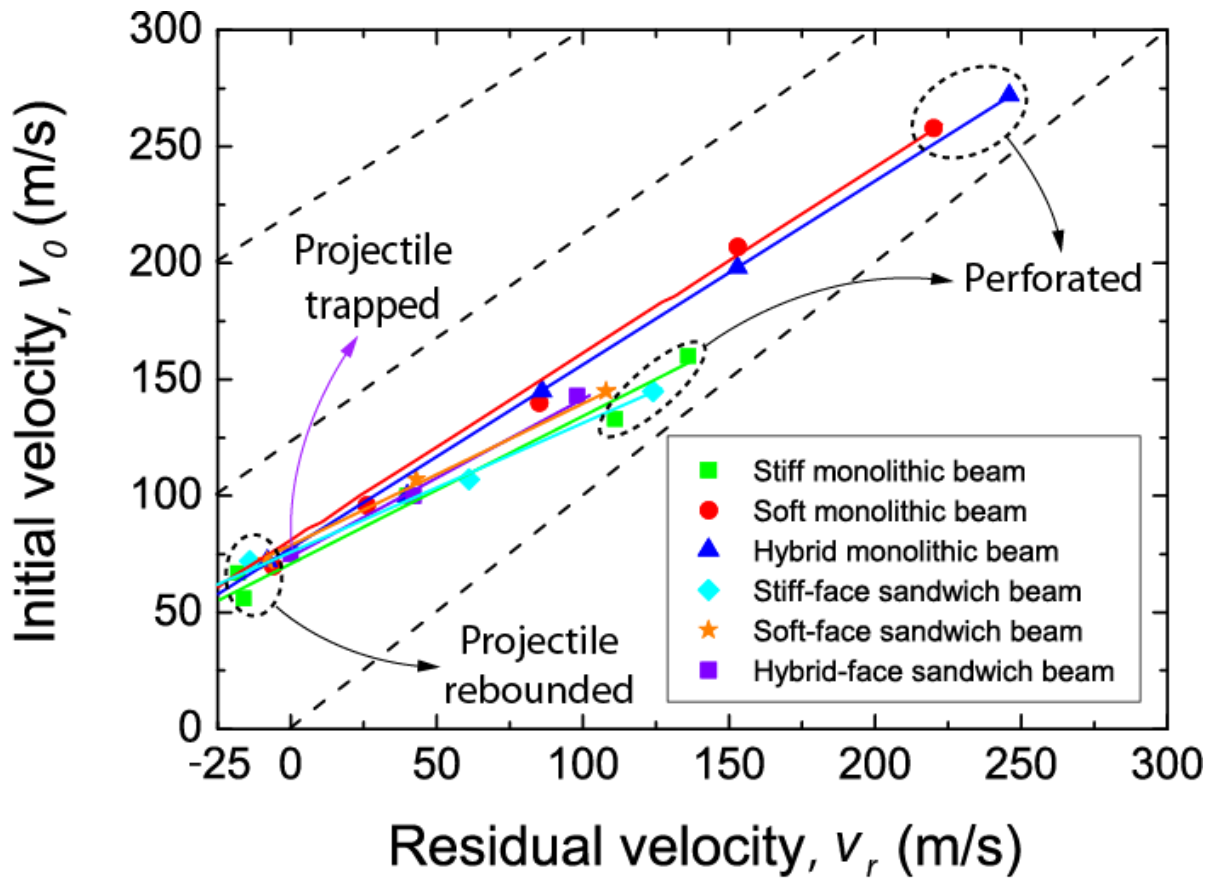 300
250
200
150
100
50
0
Initial velocity, v0 (m/s)
Projectile
trapped
Perforated
Projectile
rebounded
Stiff monolithic beam
Soft monolithic beam
Hybrid monolithic beam
Stiff-face sandwich beam
Soft-face sandwich beam
Hybrid-face sandwich beam
-25 0 50 100 150 200 250 300
Residual velocity, vr (m/s)